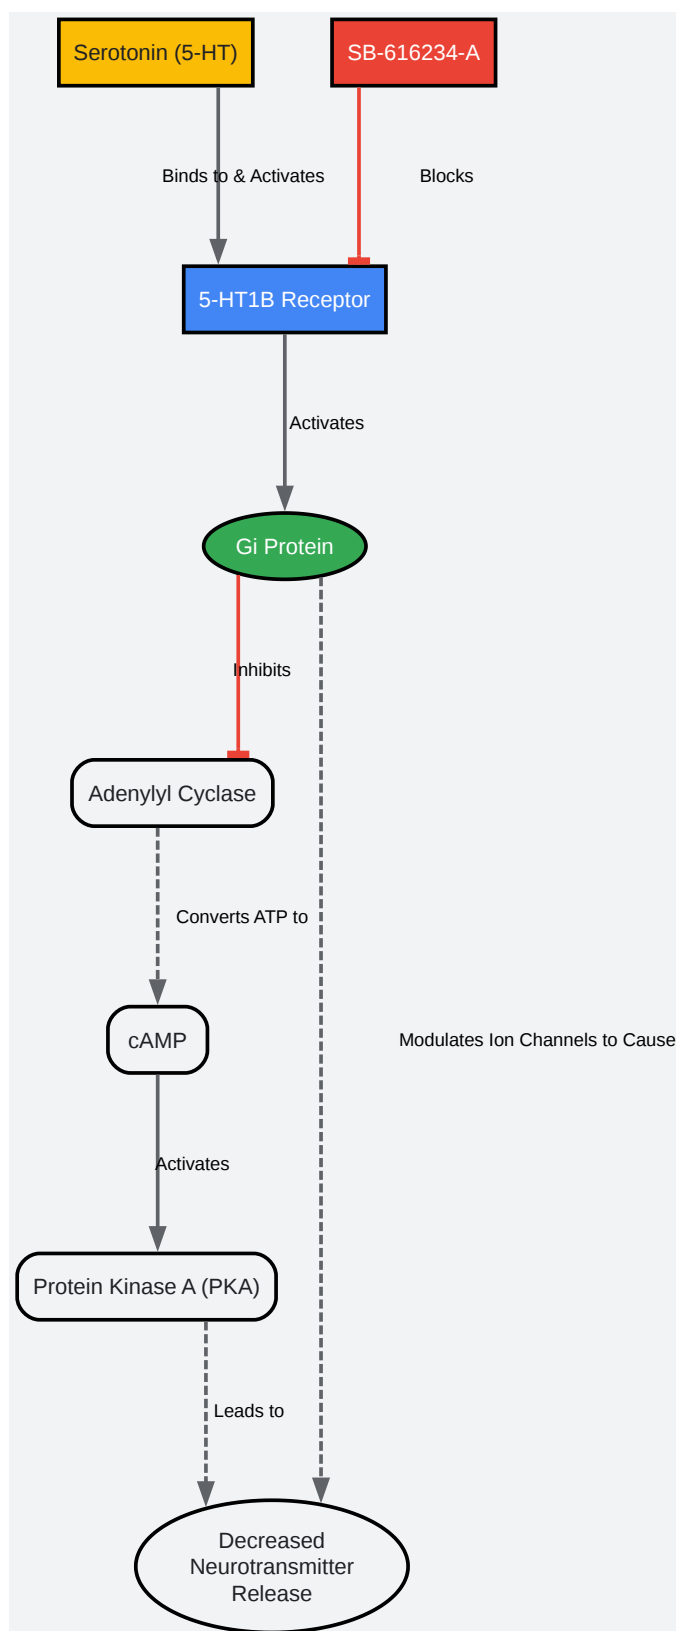 Serotonin (5-HT)
SB-616234-A
Binds to & Activates
Blocks
5-HT1B Receptor
Activates
Gi Protein
Inhibits
Adenylyl Cyclase
Converts ATP to
cAMP
Modulates Ion Channels to Cause
Activates
Protein Kinase A (PKA)
Leads to
Decreased
Neurotransmitter
Release